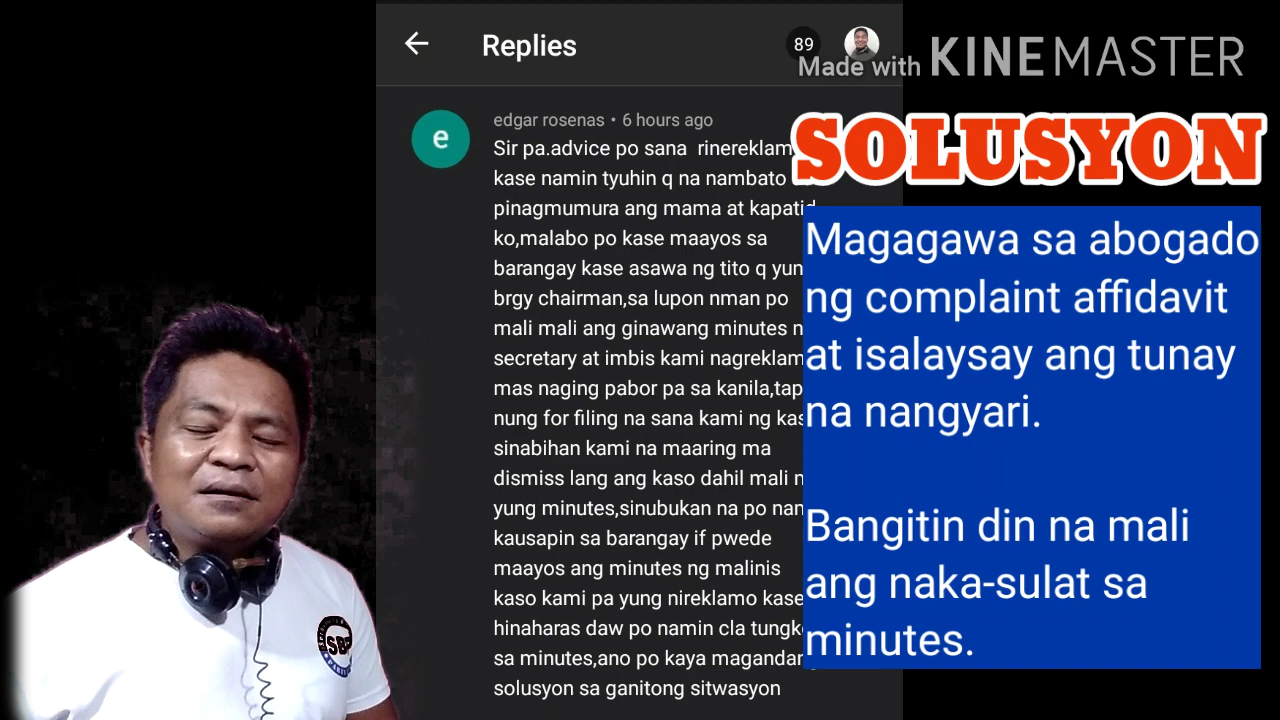 Replies
89
Made with KINEMASTER
edgar rosenas • 6 hours ago
Sir pa.advice po sana rinereklam
kase namin tyuhin q na nambato
pinagmumura ang mama at kapatid
ko,malabo po kase maayos sa
barangay kase asawa ng tito q yun
brgy chairman,sa lupon nman po
mali mali ang ginawang minutes n
secretary at imbis kami nagreklam
mas naging pabor pa sa kanila,tap
nung for filing na sana kami ng kas
sinabihan kami na maaring ma
dismiss lang ang kaso dahil mali n
yung minutes,sinubukan na po nam
kausapin sa barangay if pwede
maayos ang minutes ng malinis
kaso kami pa yung nireklamo kase
hinaharas daw po namin cla tungk
sa minutes,ano po kaya magandang
solusyon sa ganitong sitwasyon
SOLUSYON
Magagawa sa abogado
ng complaint affidavit
at isalaysay ang tunay
na nangyari.
Bangitin din na mali
ang naka-sulat sa
minutes.
e
SBP